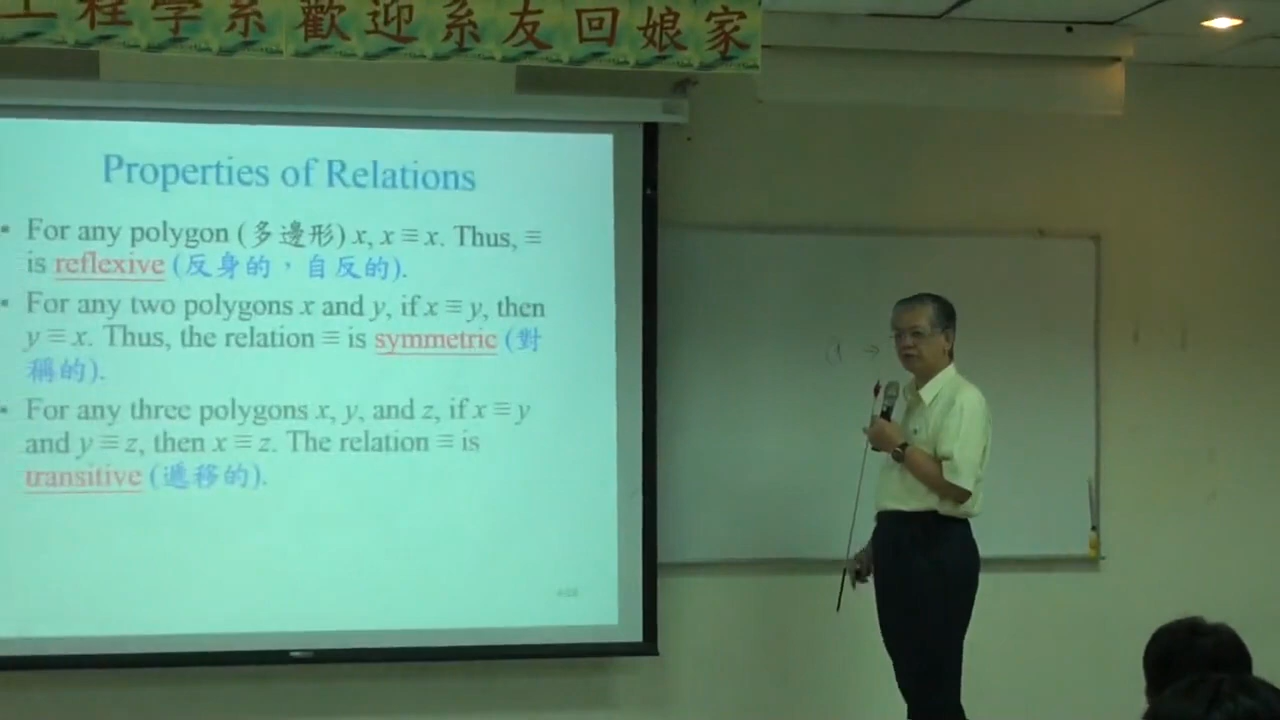 工程學系歡迎系友回娘家
Properties of Relations
• For any polygon (多邊形) x, x ≡ x. Thus, ≡
is reflexive (反身的，自反的).
• For any two polygons x and y, if x ≡ y, then
y ≡ x. Thus, the relation ≡ is symmetric (對
稱的).
• For any three polygons x, y, and z, if x ≡ y
and y ≡ z, then x ≡ z. The relation ≡ is
transitive (遞移的).